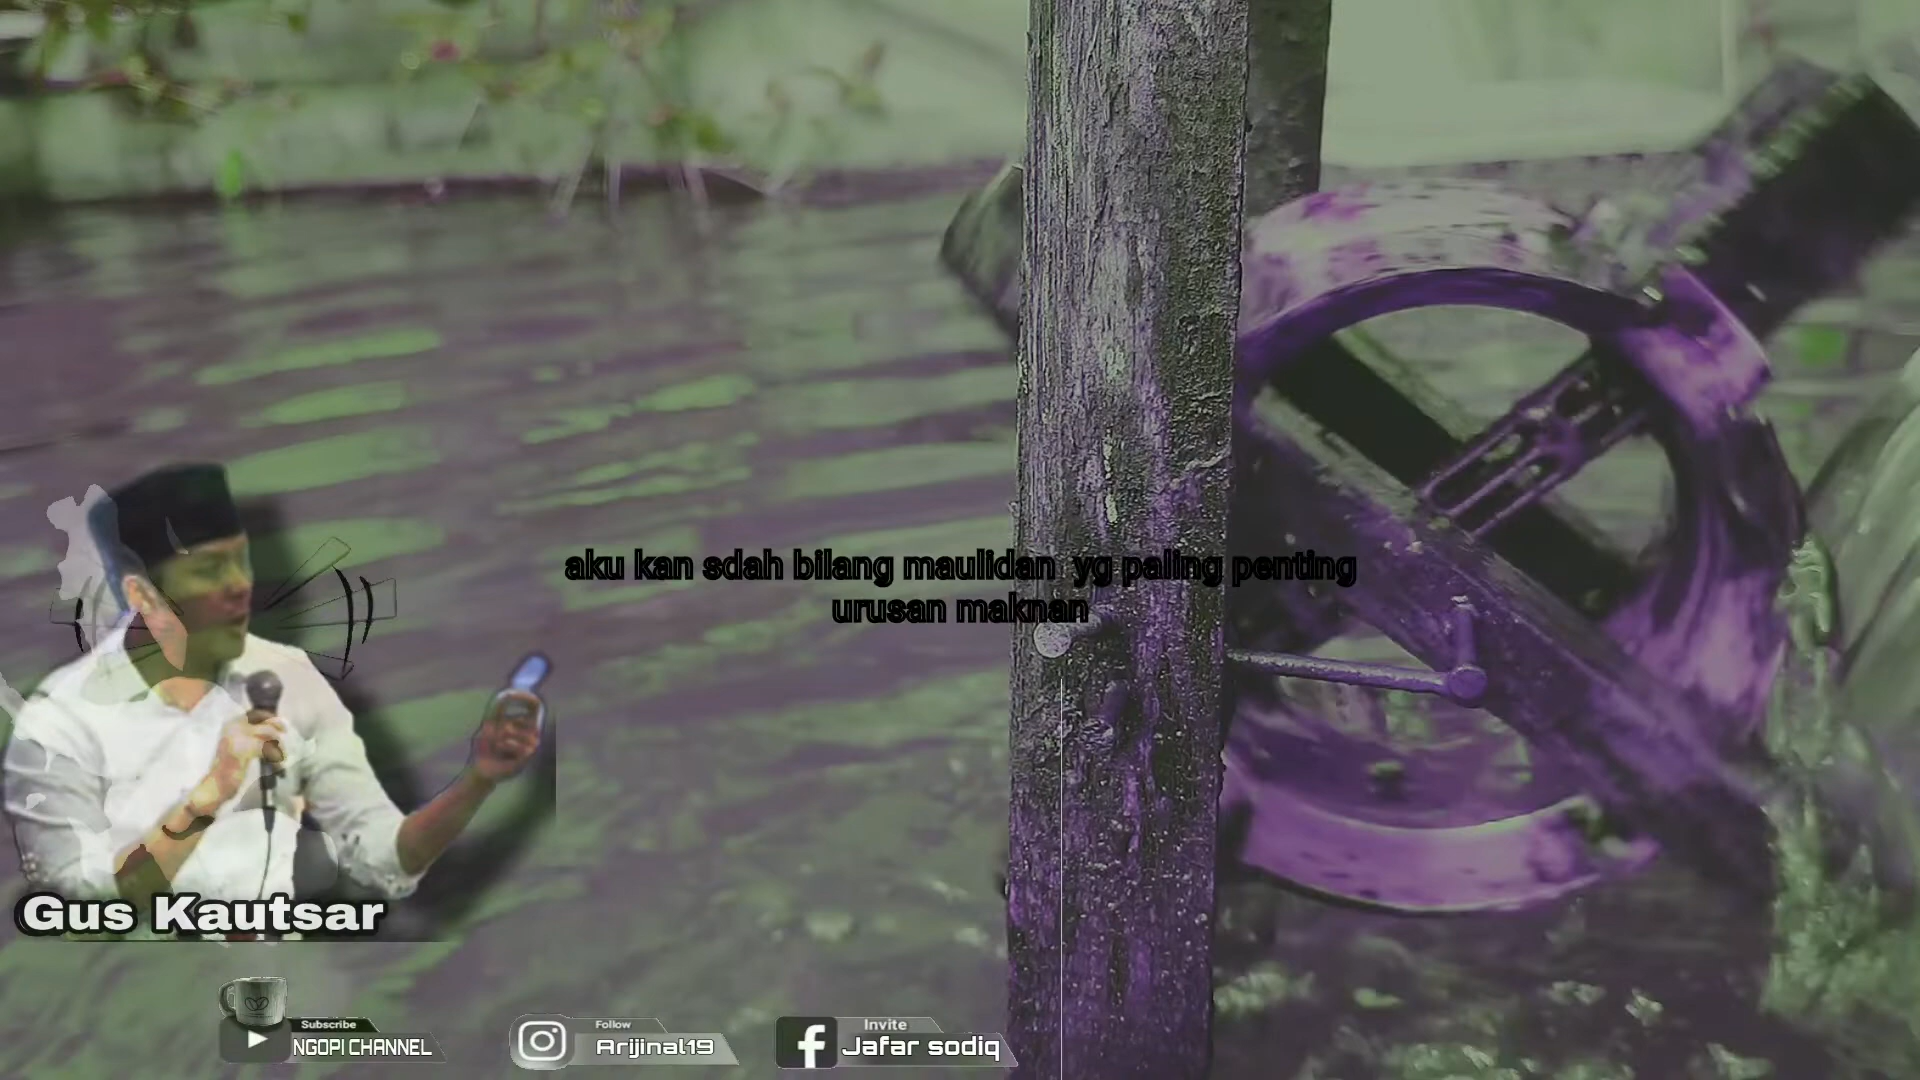 aku kan sdah bilang maulidan yg paling penting
urusan maknan
Gus Kautsar
Subscribe
NGOPI CHANNEL
Follow
Arijinal19
Invite
Jafar sodiq